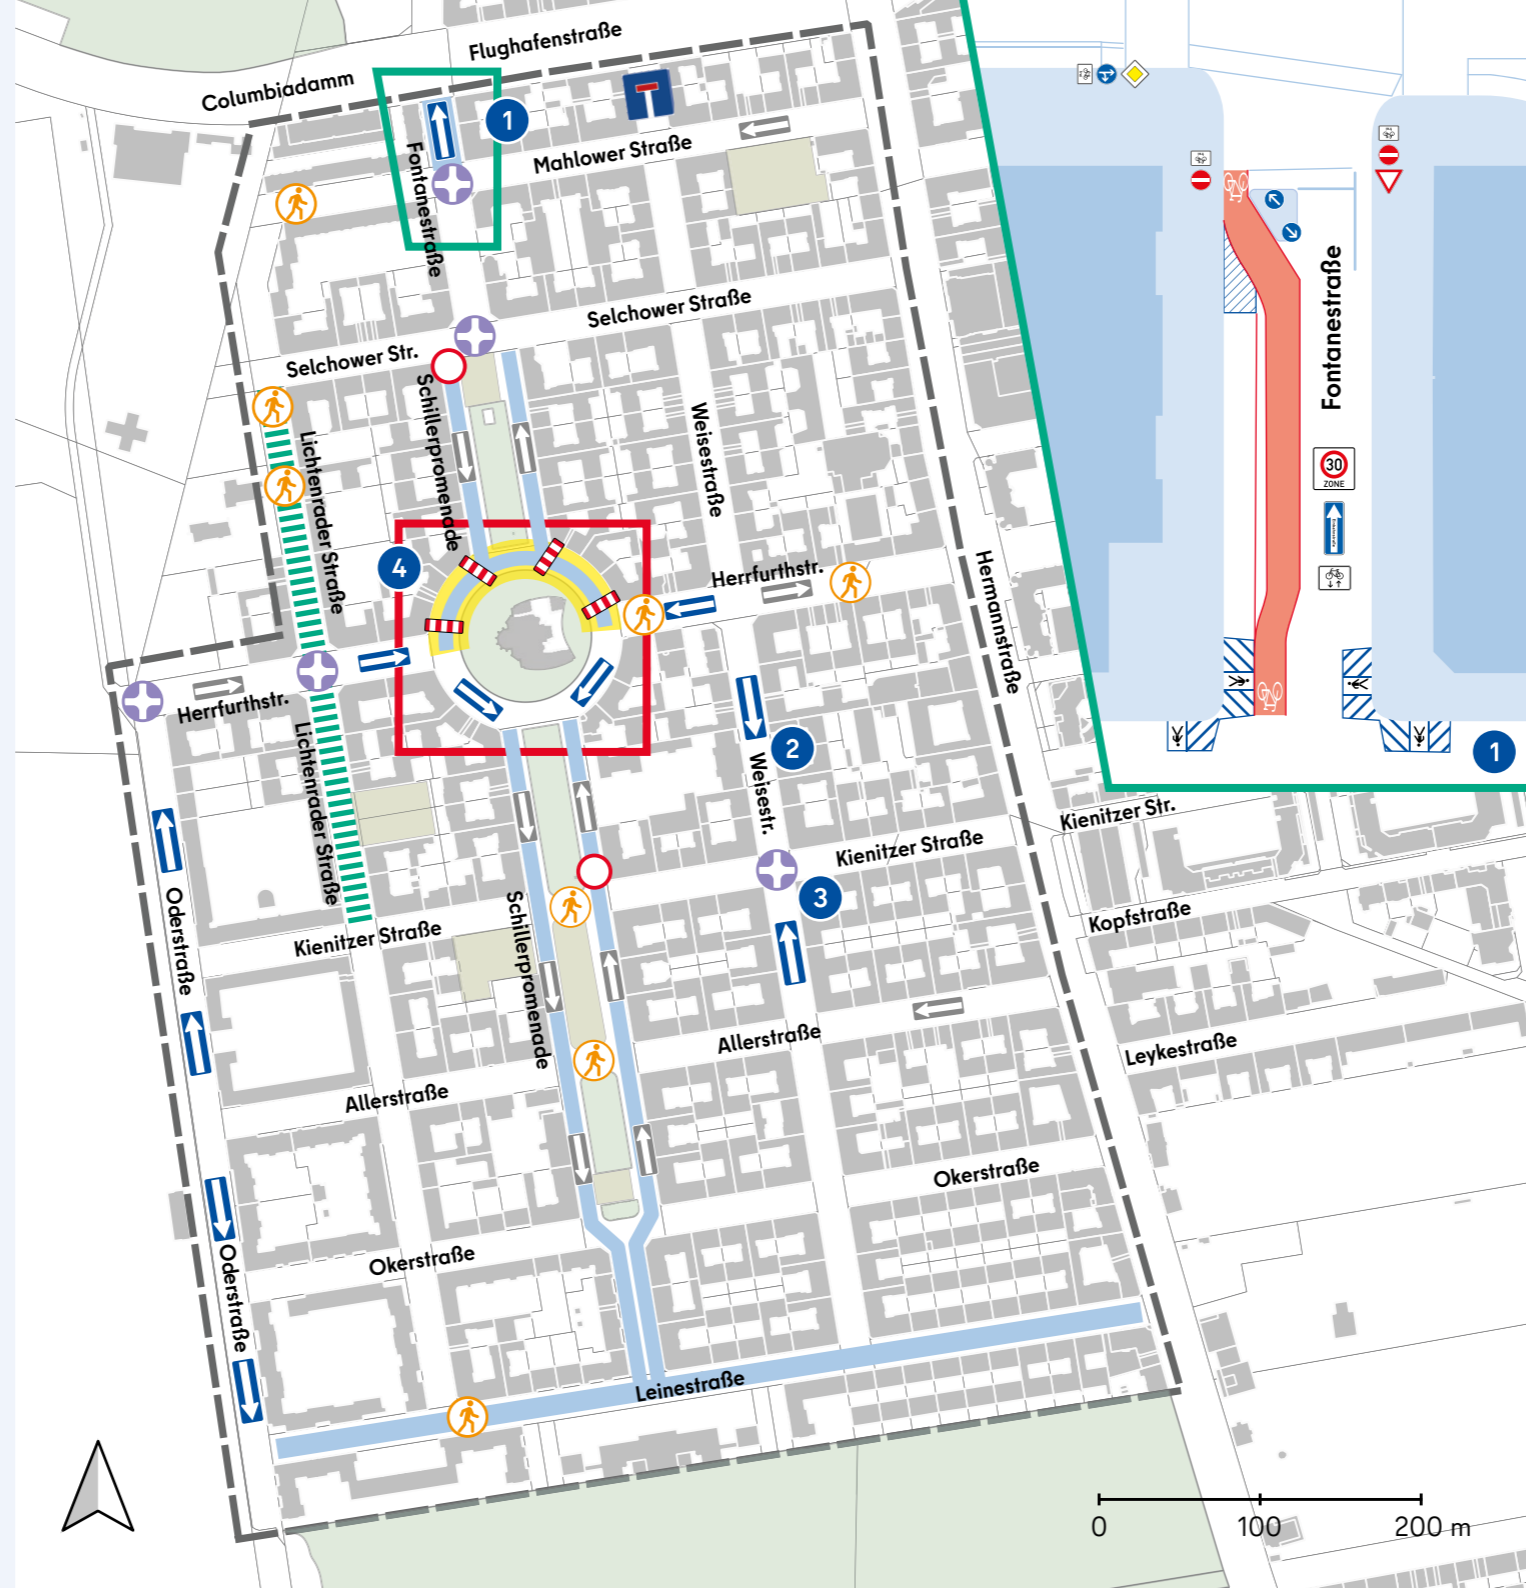 Flughafenstraße
Columbiadamm
1
Mahlower Straße
Fontanestraße
Selchower Straße
Selchower Str.
Schillerpromenade
Weisestraße
Lichtenrader Straße
4
Herrfurthstr.
Hermannstraße
Herrfurthstr.
Lichtenrader Straße
2
Weisestr.
Kienitzer Straße
3
Oderstraße
Kienitzer Straße
Schillerpromenade
Allerstraße
Allerstraße
Okerstraße
Okerstraße
Oderstraße
Leinestraße
Fontanestraße
30
ZONE
1
Kienitzer Str.
Kopfstraße
Leykestraße
0 100 200 m